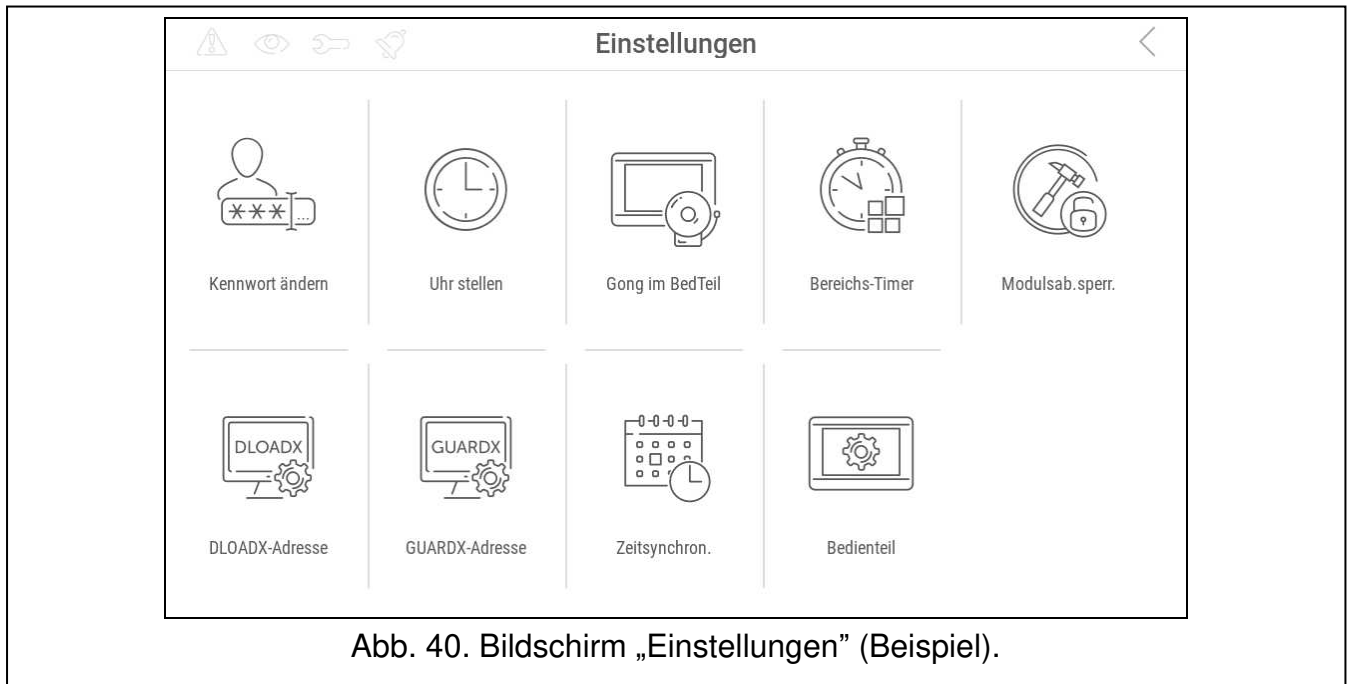 Einstellungen
***...
Kennwort ändern
Uhr stellen
Gong im BedTeil
Bereichs-Timer
Modulsab.sperr.
DLOADX
GUARDX
DLOADX-Adresse
GUARDX-Adresse
Zeitsynchron.
Bedienteil
Abb. 40. Bildschirm „Einstellungen” (Beispiel).